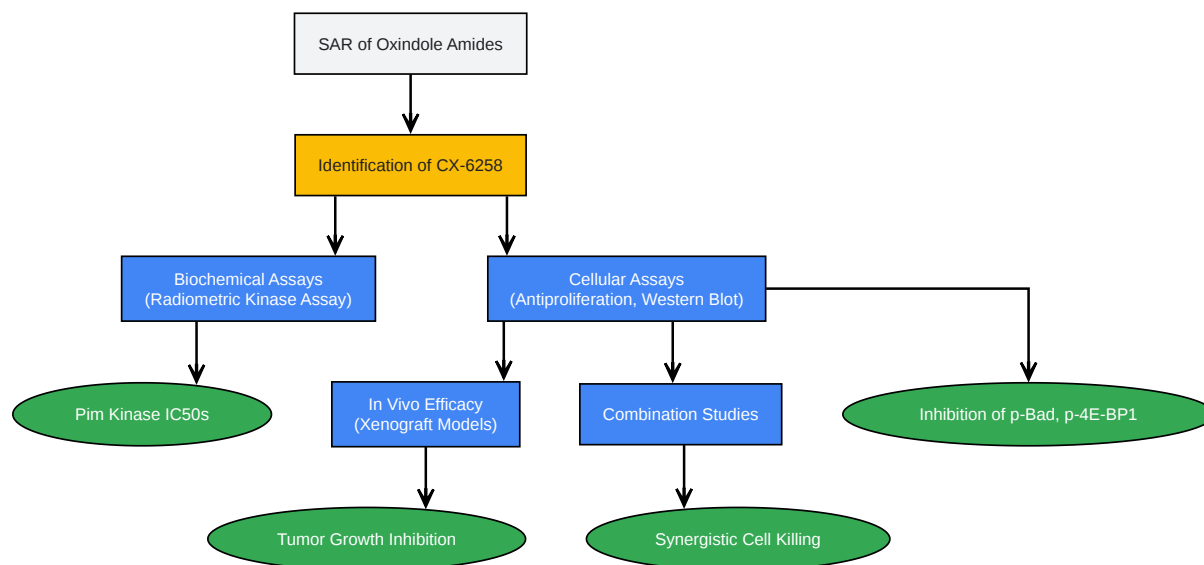 SAR of Oxindole Amides
Identification of CX-6258
Biochemical Assays
(Radiometric Kinase Assay)
Cellular Assays
(Antiproliferation, Western Blot)
Pim Kinase IC50s
In Vivo Efficacy
(Xenograft Models)
Combination Studies
Inhibition of p-Bad, p-4E-BP1
Tumor Growth Inhibition
Synergistic Cell Killing